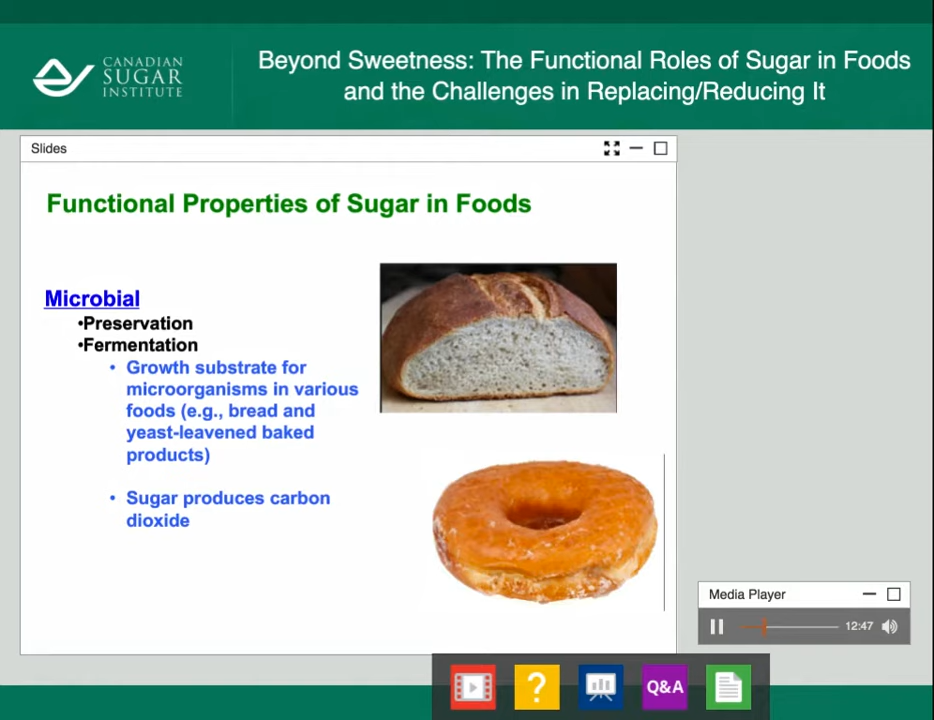 CANADIAN
SUGAR
INSTITUTE
Beyond Sweetness: The Functional Roles of Sugar in Foods
and the Challenges in Replacing/Reducing It
Slides
Functional Properties of Sugar in Foods
Microbial
•Preservation
•Fermentation
• Growth substrate for
microorganisms in various
foods (e.g., bread and
yeast-leavened baked
products)
• Sugar produces carbon
dioxide
Media Player
12:47
?
Q&A